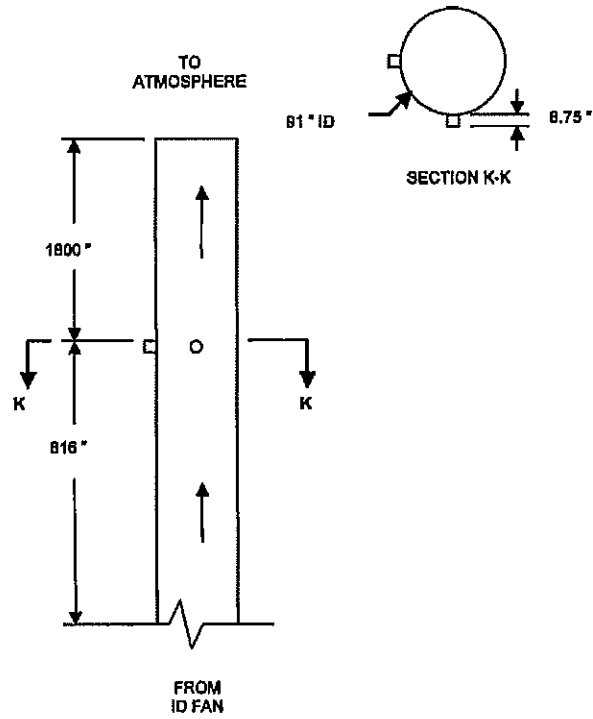 TO
ATMOSPHERE
91 " ID
8.75 "
SECTION K-K
1800 "
K
K
816 "
FROM
ID FAN